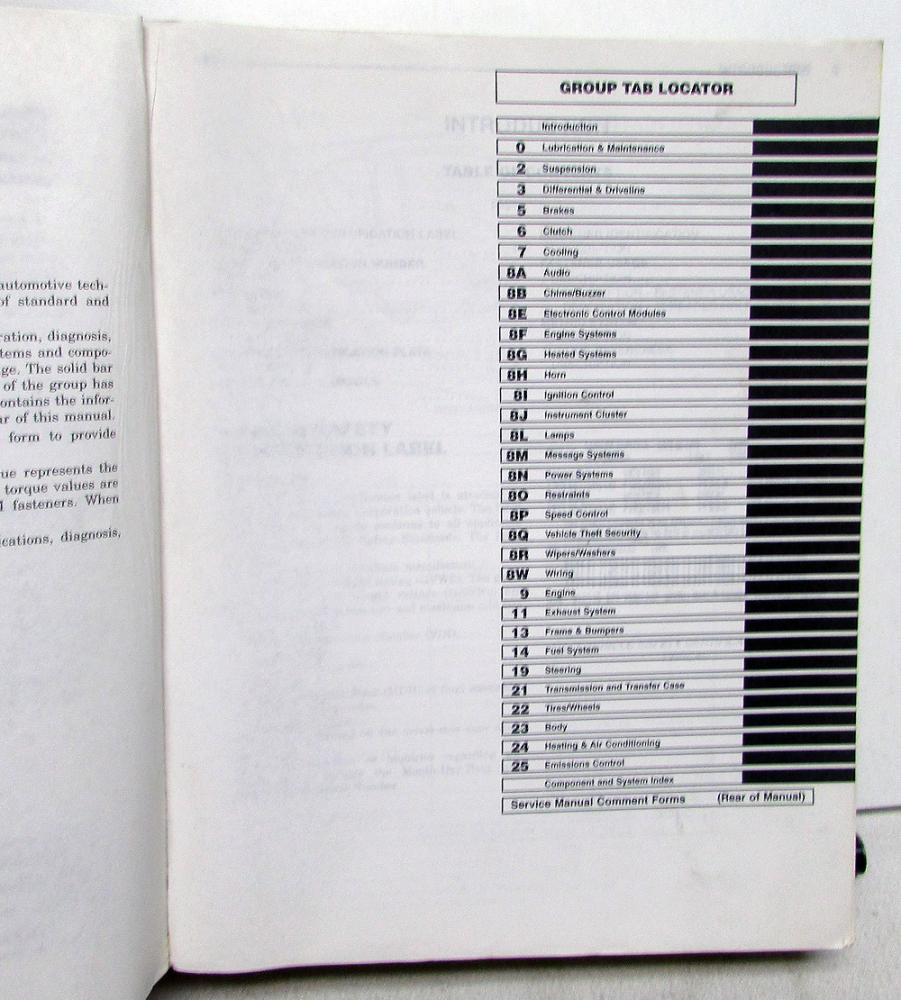 automotive tech-
of standard and
ration, diagnosis,
tems and compo-
ge. The solid bar
of the group has
ontains the infor-
ar of this manual.
form to provide
ue represents the
torque values are
fasteners. When
cations, diagnosis,
GROUP TAB LOCATOR
Introduction
0 Lubrication & Maintenance
2 Suspension
3 Differential & Driveline
5 Brakes
6 Clutch
7 Cooling
8A Audio
8B Chime/Buzzer
8E Electronic Control Modules
8F Engine Systems
8G Heated Systems
8H Horn
8I Ignition Control
8J Instrument Cluster
8L Lamps
8M Message Systems
8N Power Systems
8O Restraints
8P Speed Control
8Q Vehicle Theft Security
8R Wipers/Washers
8W Wiring
9 Engine
11 Exhaust System
13 Frame & Bumpers
14 Fuel System
19 Steering
21 Transmission and Transfer Case
22 Tires/Wheels
23 Body
24 Heating & Air Conditioning
25 Emissions Control
Component and System Index
Service Manual Comment Forms (Rear of Manual)